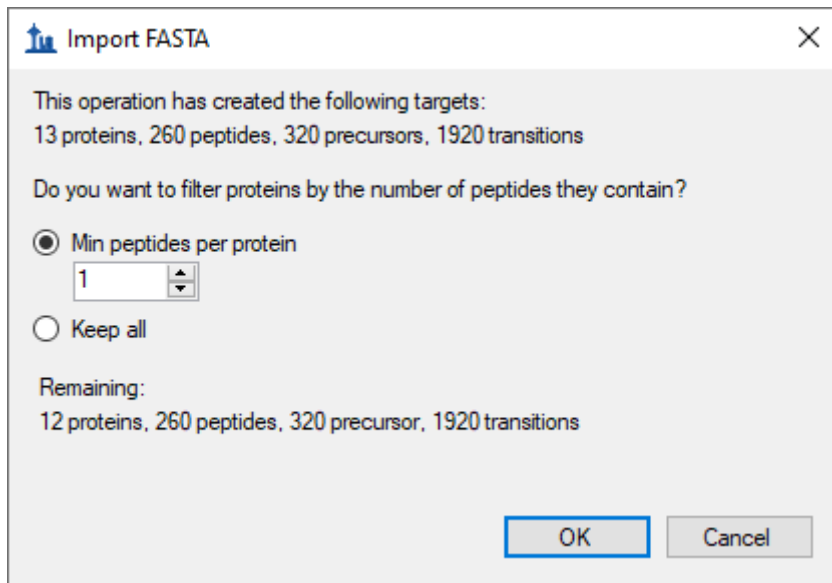 Import FASTA
This operation has created the following targets:
13 proteins, 260 peptides, 320 precursors, 1920 transitions
Do you want to filter proteins by the number of peptides they contain?
Min peptides per protein
1
Keep all
Remaining:
12 proteins, 260 peptides, 320 precursor, 1920 transitions
OK
Cancel